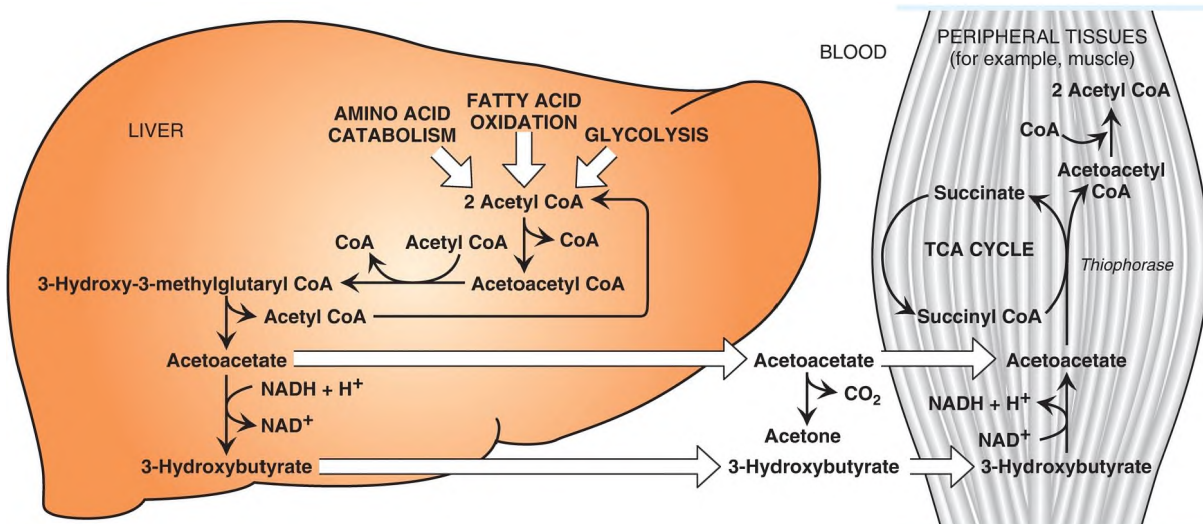 LIVER
AMINO ACID
CATABOLISM
FATTY ACID
OXIDATION
GLYCOLYSIS
2 Acetyl CoA
CoA
Acetyl CoA
CoA
3-Hydroxy-3-methylglutaryl CoA
Acetoacetyl CoA
Acetyl CoA
Acetoacetate
NADH + H⁺
NAD⁺
3-Hydroxybutyrate
BLOOD
Acetoacetate
CO₂
Acetone
3-Hydroxybutyrate
PERIPHERAL TISSUES
(for example, muscle)
2 Acetyl CoA
CoA
Acetoacetyl
CoA
Succinate
TCA CYCLE
Thiophorase
Succinyl CoA
Acetoacetate
NADH + H⁺
NAD⁺
3-Hydroxybutyrate